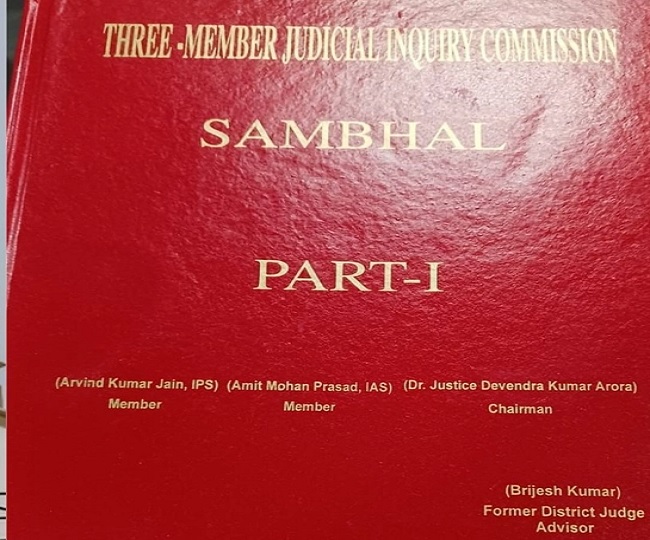 THREE -MEMBER JUDICIAL INQUIRY COMMISSION
SAMBHAL
PART-I
(Arvind Kumar Jain, IPS) (Amit Mohan Prasad, IAS) (Dr. Justice Devendra Kumar Arora)
Member Member Chairman
(Brijesh Kumar)
Former District Judge
Advisor